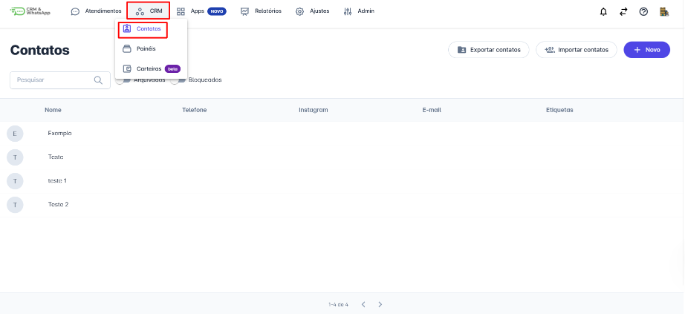 CRM &
WhatsApp
Atendimentos
CRM
Apps
Novo
Relatórios
Ajustes
Admin
Contatos
Contatos
Exportar contatos
Importar contatos
Novo
Painéis
Pesquisar
Carteiras
beta
Arquivados
Bloqueados
Nome
Telefone
Instagram
E-mail
Etiquetas
E
Exemplo
T
Teste
T
teste 1
T
Teste 2
1-4 de 4